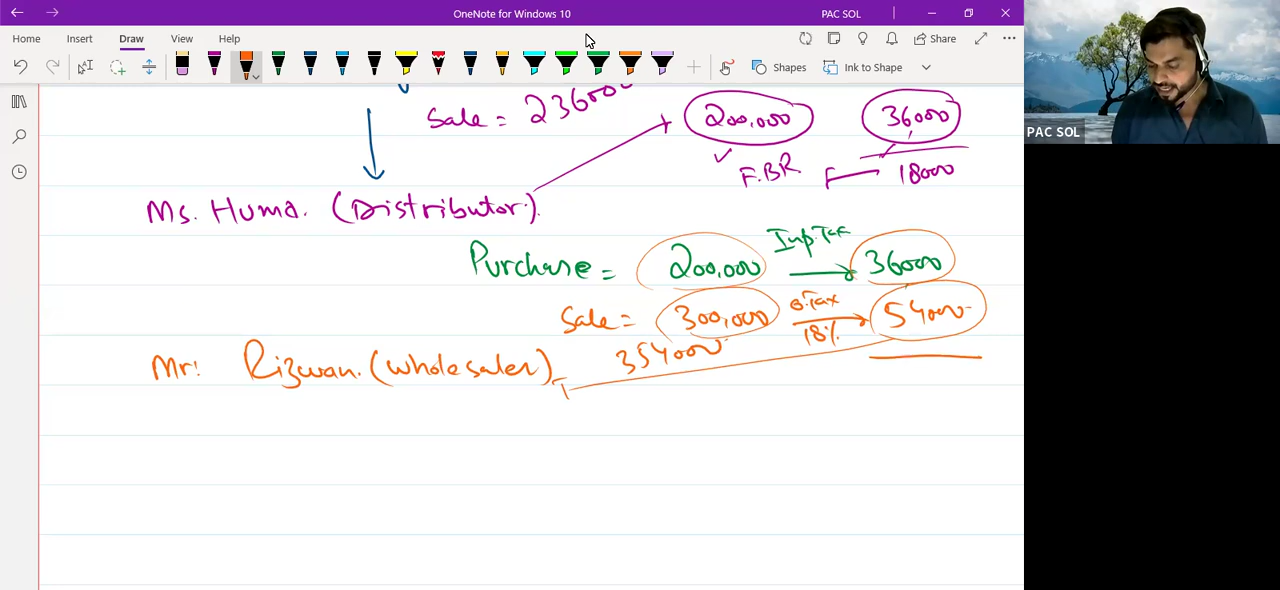 OneNote for Windows 10
PAC SOL
Home Insert Draw View Help
Share
Shapes
Ink to Shape
Sale = 236000
200,000 36000
F.BR 18000
Ms. Huma. (Distributor).
Purchase = 200,000 Inp.Tax 36000
Sale = 300,000 O.Tax 18% 54000
354000
Mr. Rizwan. (wholesaler)
PAC SOL